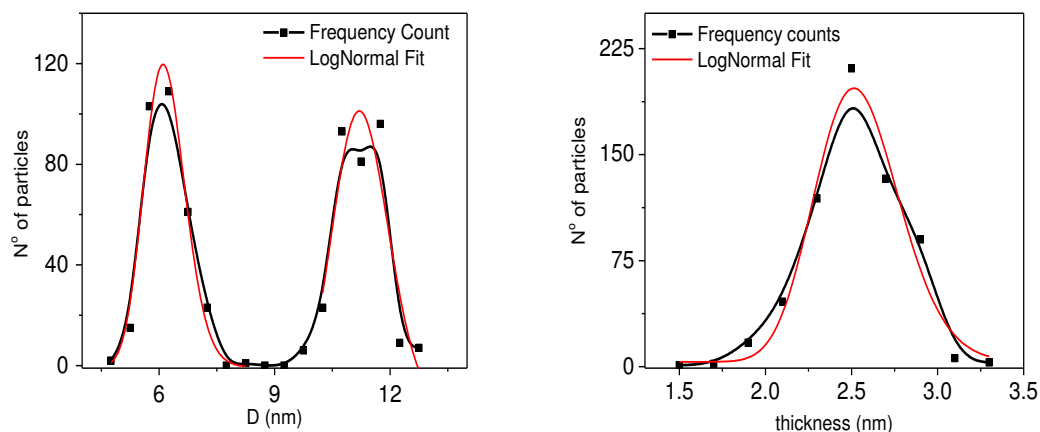 Frequency Count
LogNormal Fit
120
80
40
0
N° of particles
6
9
12
D (nm)
Frequency counts
LogNormal Fit
225
150
75
0
N° of particles
1.5
2.0
2.5
3.0
3.5
thickness (nm)